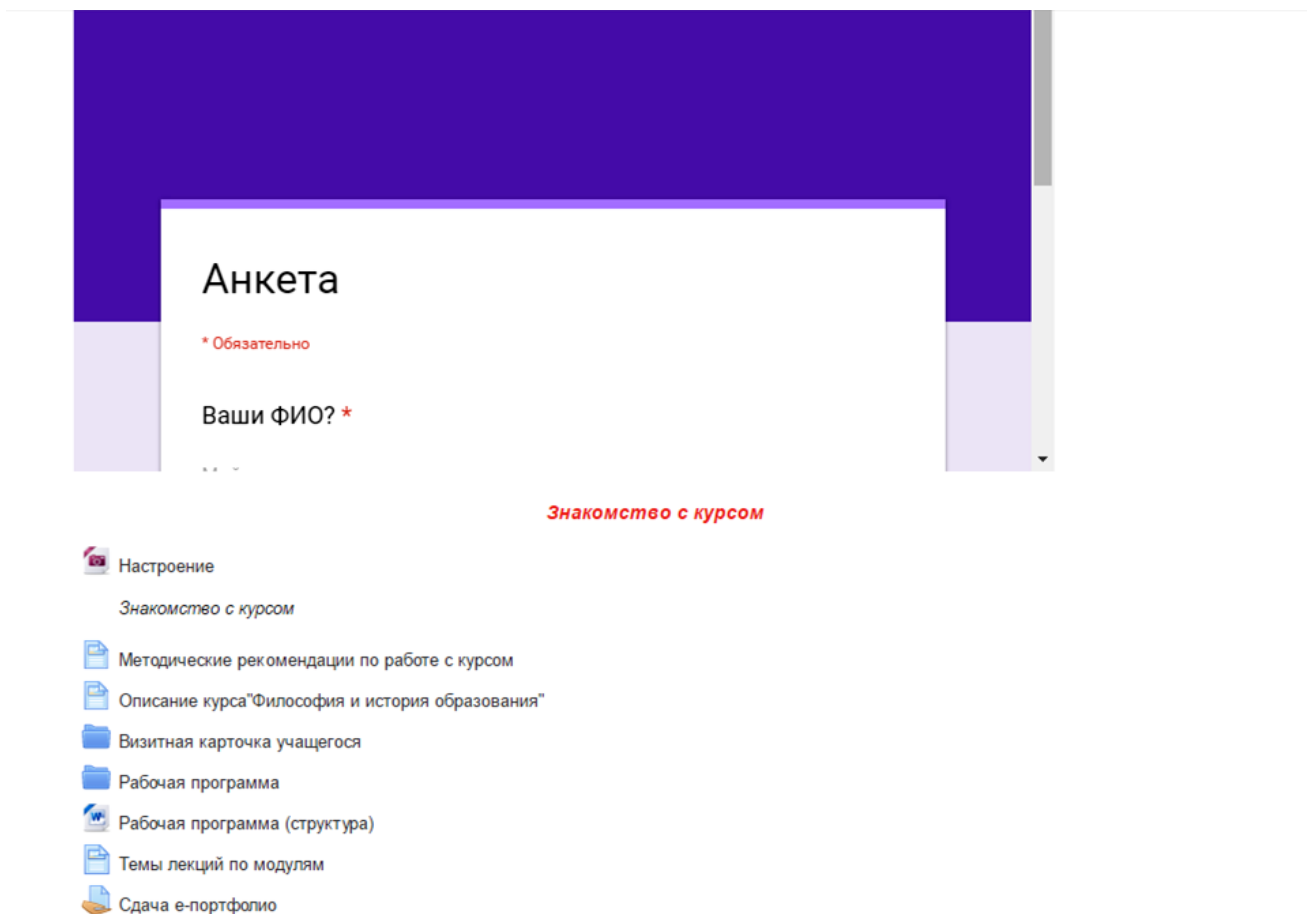 Анкета
* Обязательно
Ваши ФИО? *
Знакомство с курсом
Настроение
Знакомство с курсом
Методические рекомендации по работе с курсом
Описание курса"Философия и история образования"
Визитная карточка учащегося
Рабочая программа
Рабочая программа (структура)
Темы лекций по модулям
Сдача е-портфолио